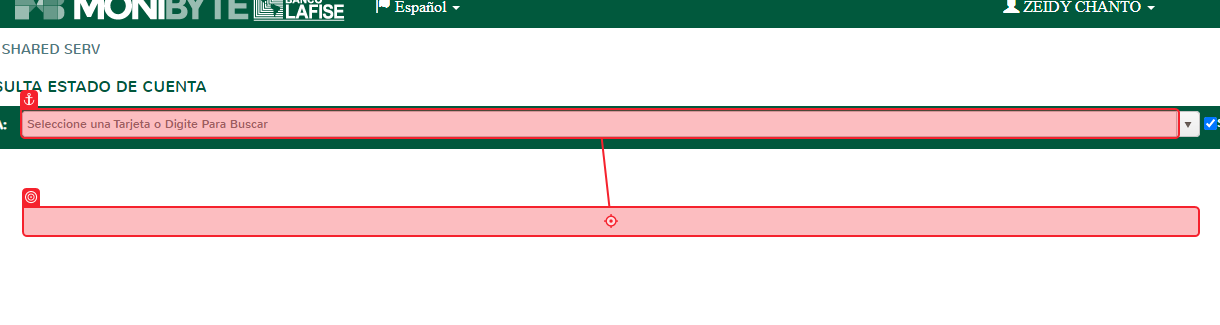 MONIBYTE BANCO LAFISE Español ZEIDY CHANTO
SHARED SERV
SULTA ESTADO DE CUENTA
A: Seleccione una Tarjeta o Digite Para Buscar